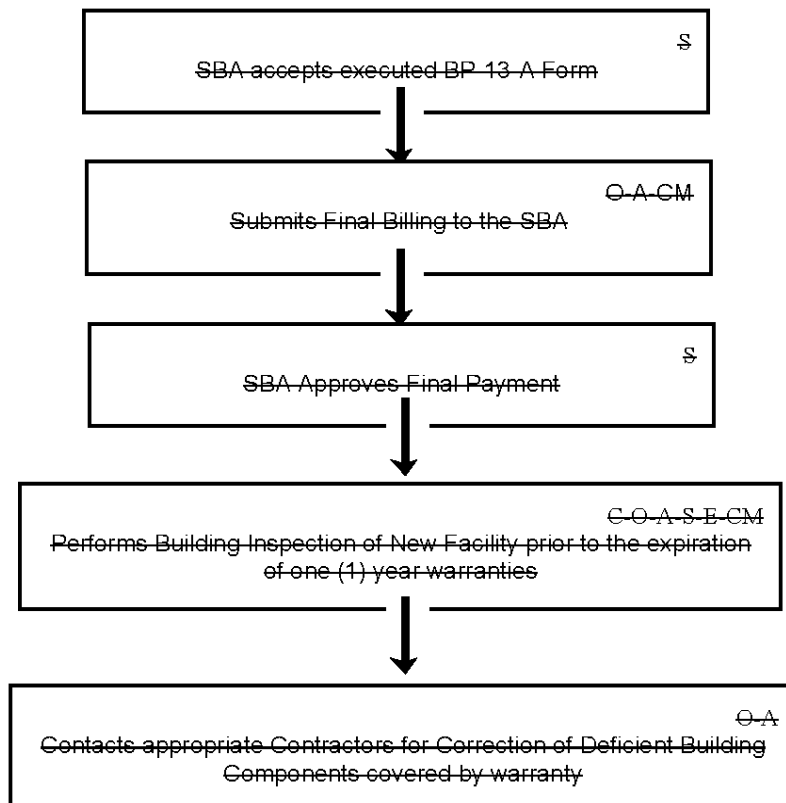 S
SBA accepts executed BP-13-A Form
O-A-CM
Submits Final Billing to the SBA
S
SBA Approves Final Payment
C-O-A-S-E-CM
Performs Building Inspection of New Facility prior to the expiration
of one (1) year warranties
O-A
Contacts appropriate Contractors for Correction of Deficient Building
Components covered by warranty